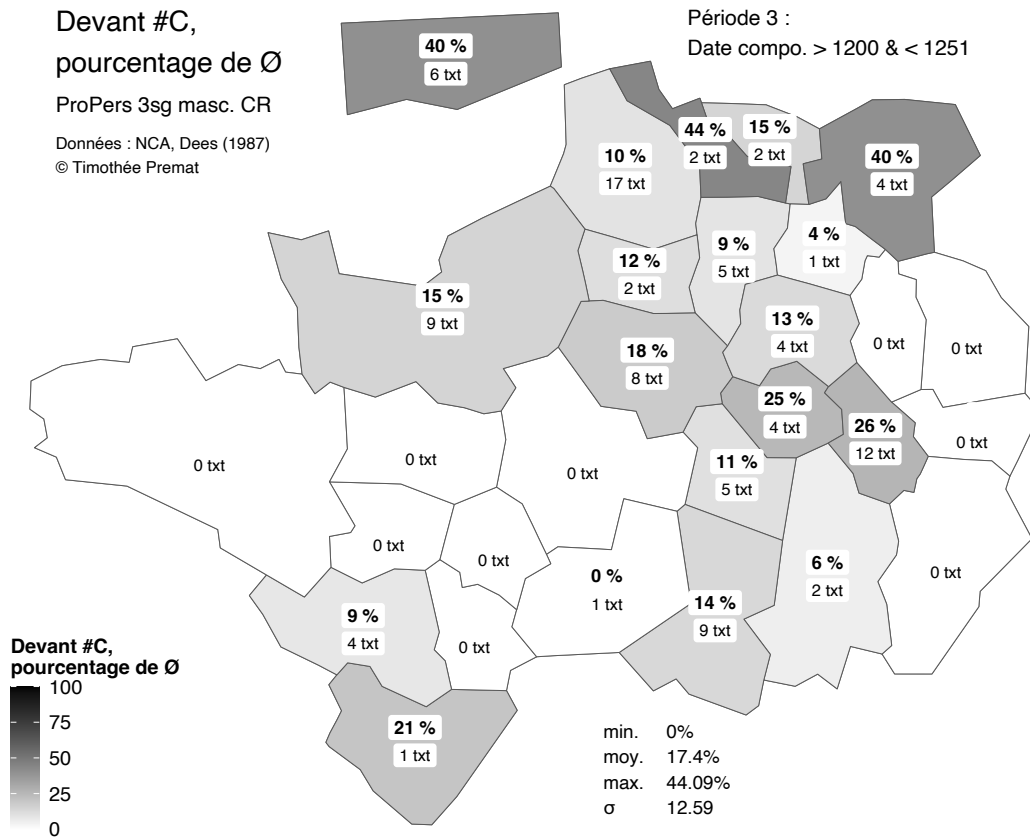 Devant #C,
pourcentage de Ø
ProPers 3sg masc. CR
Données : NCA, Dees (1987)
© Timothée Premat
Période 3 :
Date compo. > 1200 & < 1251
40 %
6 txt
44 %
2 txt
15 %
2 txt
10 %
17 txt
40 %
4 txt
4 %
1 txt
9 %
5 txt
12 %
2 txt
15 %
9 txt
13 %
4 txt
18 %
8 txt
0 txt
0 txt
25 %
4 txt
26 %
12 txt
0 txt
0 txt
0 txt
0 txt
11 %
5 txt
0 txt
0 txt
0 %
1 txt
6 %
2 txt
0 txt
14 %
9 txt
9 %
4 txt
0 txt
21 %
1 txt
Devant #C,
pourcentage de Ø
100
75
50
25
0
min. 0%
moy. 17.4%
max. 44.09%
σ 12.59